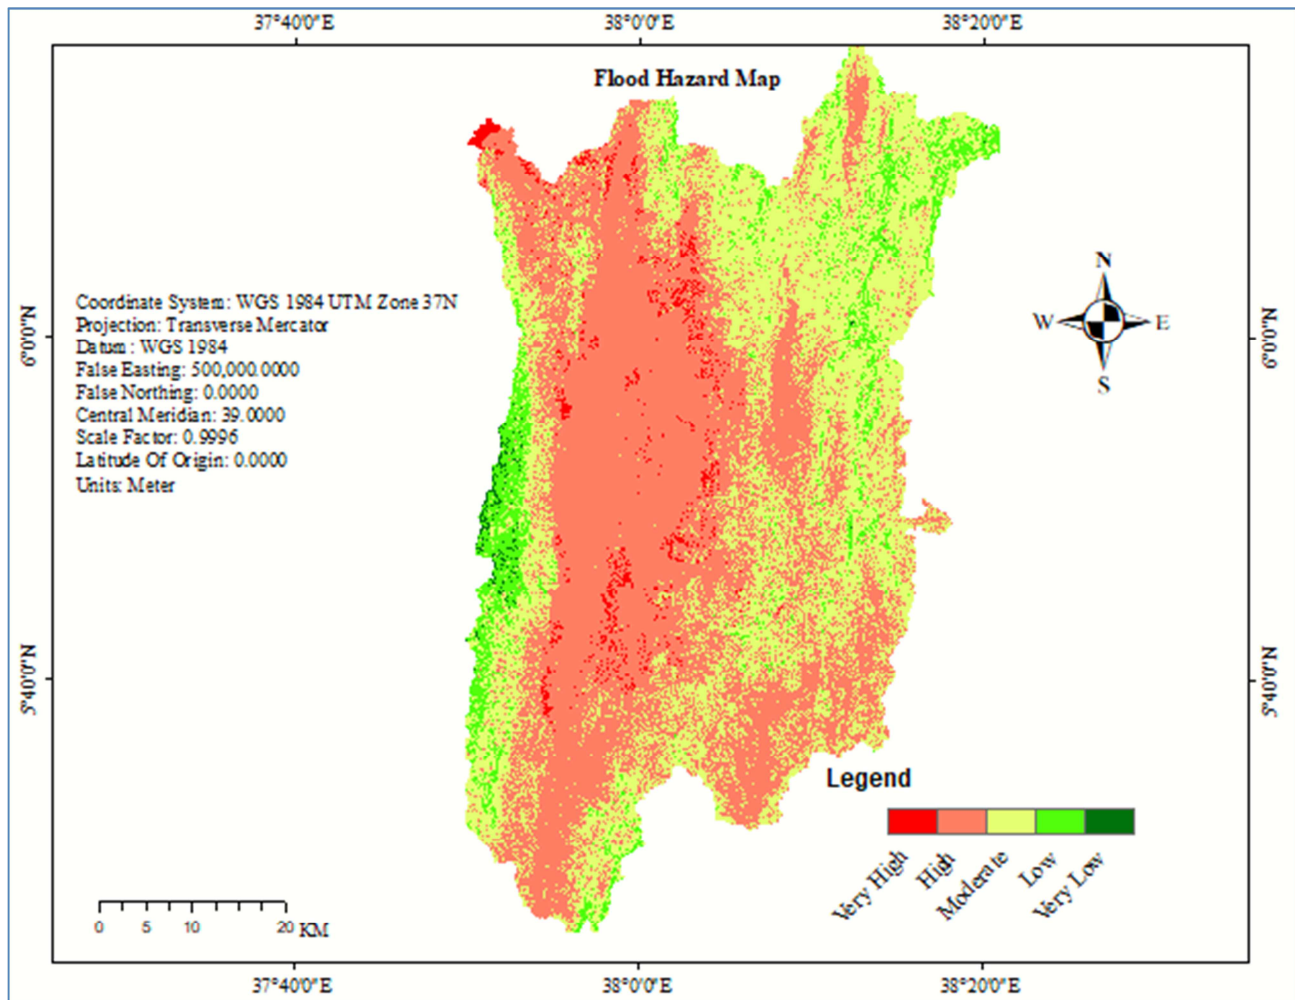 37°40'0"E 38°0'0"E 38°20'0"E
Flood Hazard Map
N
W E
S
Coordinate System: WGS 1984 UTM Zone 37N
Projection: Transverse Mercator
Datum: WGS 1984
False Easting: 500,000.0000
False Northing: 0.0000
Central Meridian: 39.0000
Scale Factor: 0.9996
Latitude Of Origin: 0.0000
Units: Meter
6°0'0"N 6°0'0"N
5°40'0"N 5°40'0"N
Legend
Very High High Moderate Low Very Low
0 5 10 20 KM
37°40'0"E 38°0'0"E 38°20'0"E